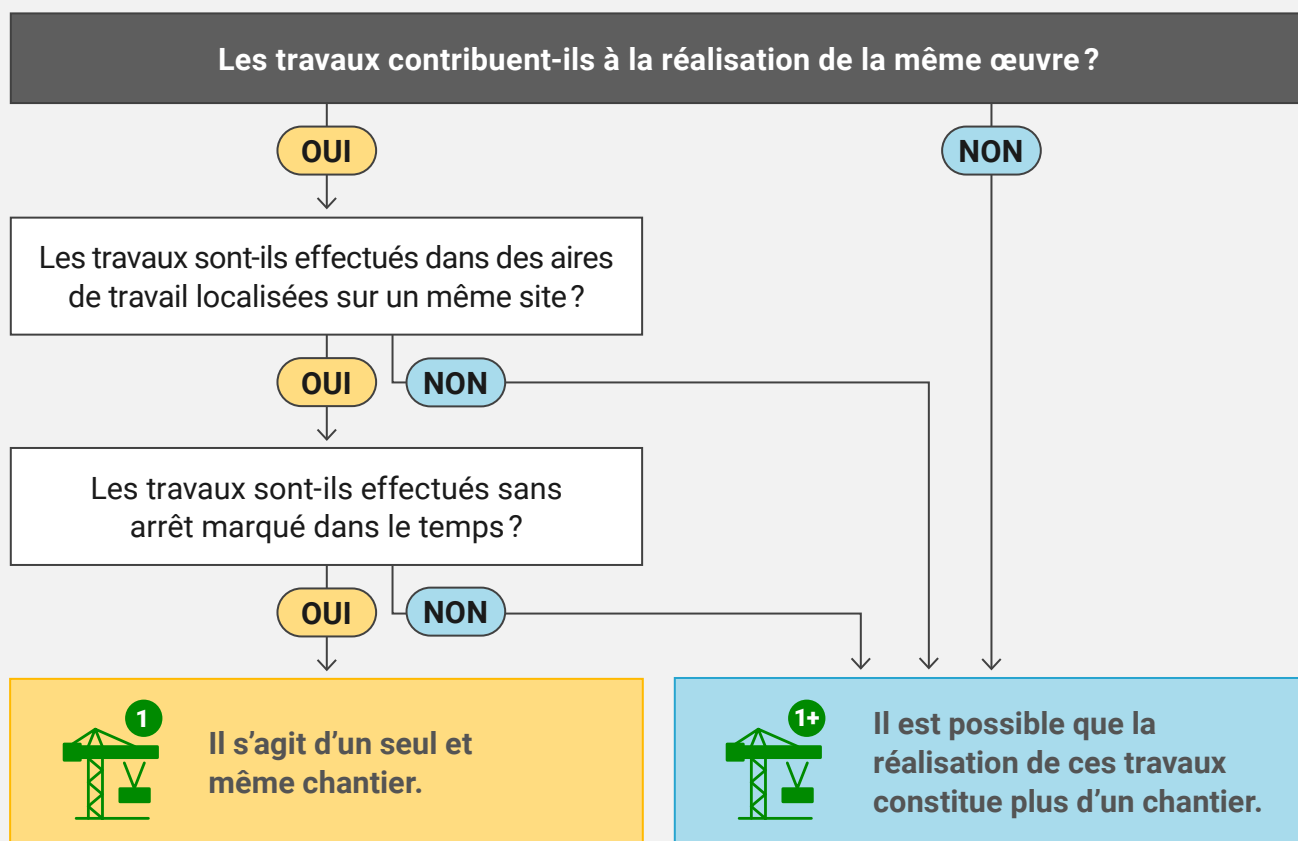 Les travaux contribuent-ils à la réalisation de la même œuvre ?
OUI
NON
Les travaux sont-ils effectués dans des aires
de travail localisées sur un même site ?
OUI
NON
Les travaux sont-ils effectués sans
arrêt marqué dans le temps ?
OUI
NON
1
Il s’agit d’un seul et
même chantier.
1+
Il est possible que la
réalisation de ces travaux
constitue plus d’un chantier.